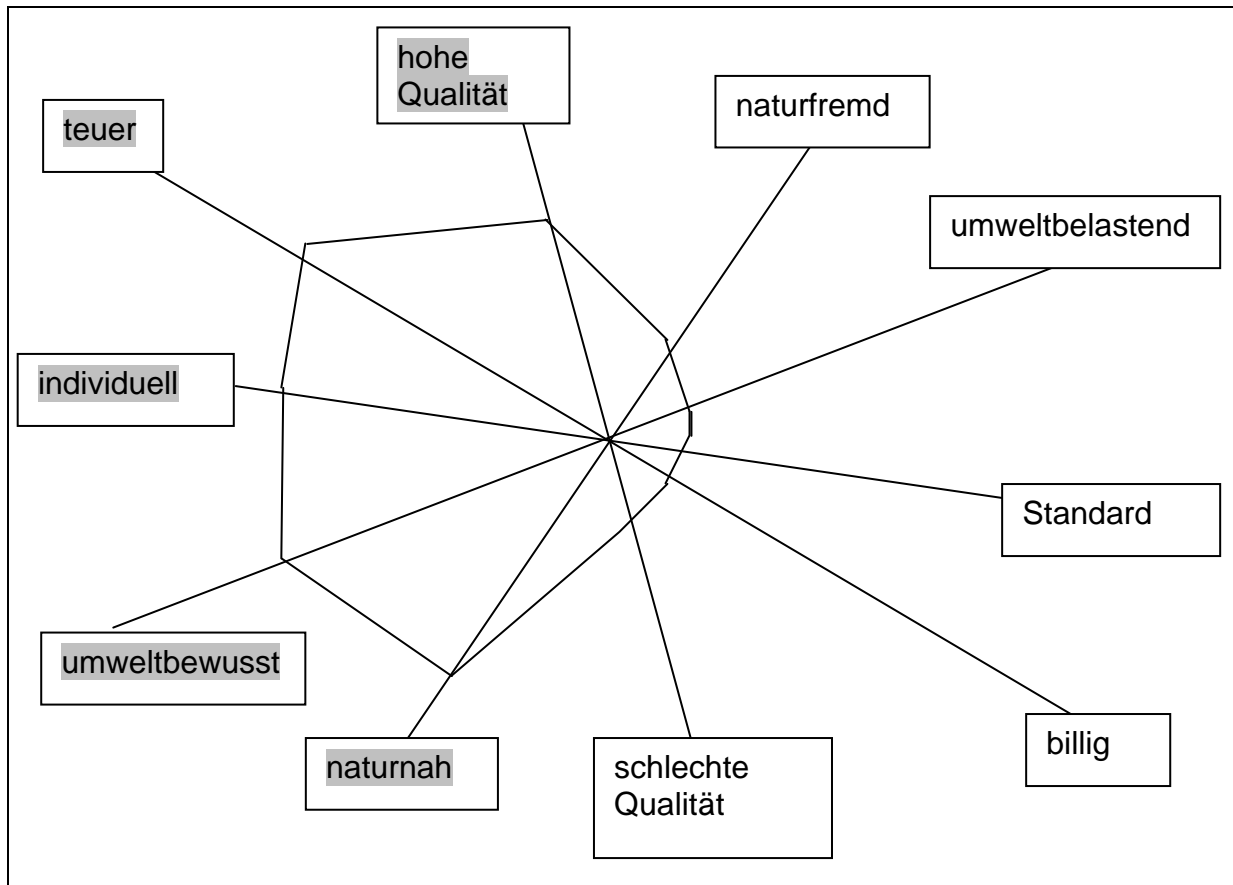 hohe
Qualität
naturfremd
teuer
umweltbelastend
individuell
Standard
umweltbewusst
naturnah
schlechte
Qualität
billig